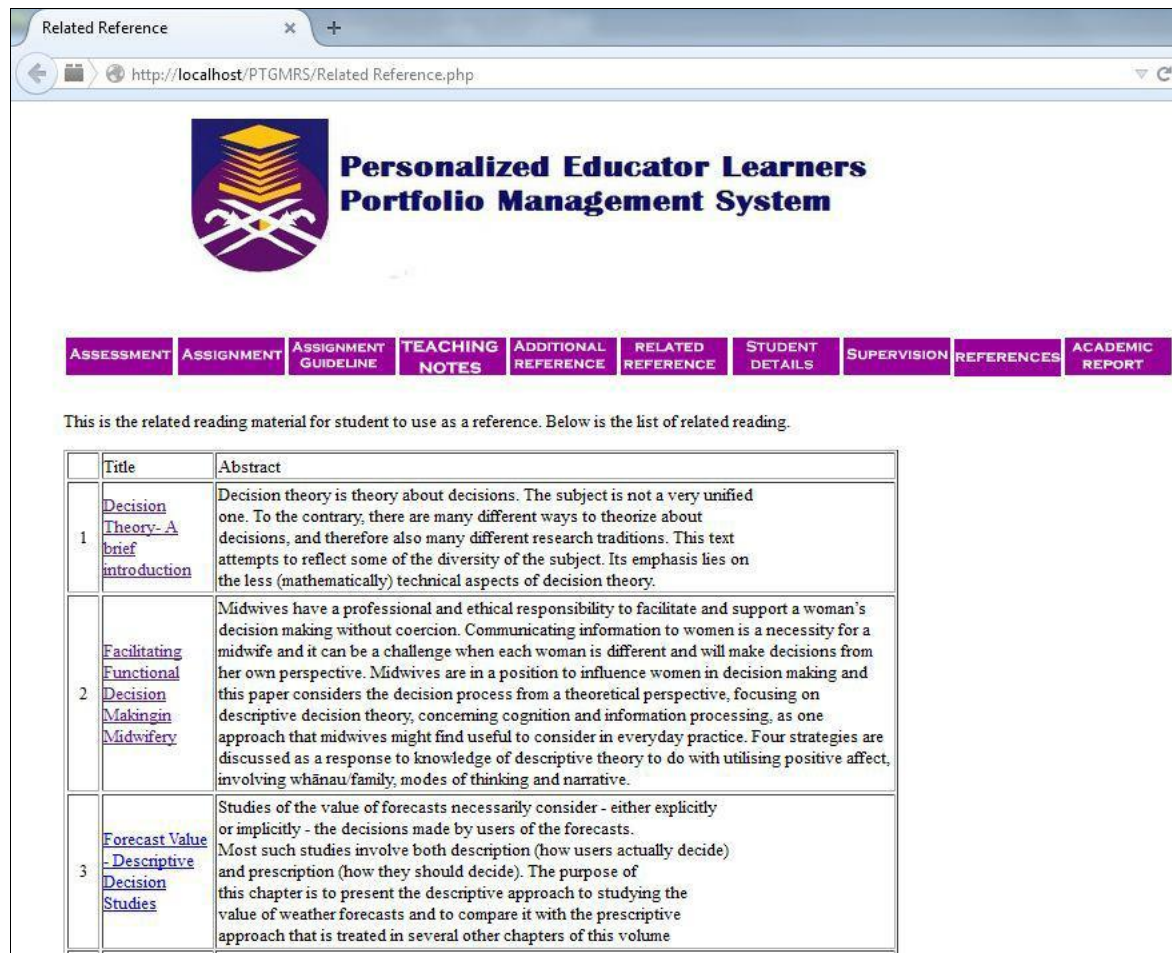 Related Reference
http://localhost/PTGMRS/Related Reference.php
Personalized Educator Learners
Portfolio Management System
ASSESSMENT
ASSIGNMENT
ASSIGNMENT
GUIDELINE
TEACHING
NOTES
ADDITIONAL
REFERENCE
RELATED
REFERENCE
STUDENT
DETAILS
SUPERVISION
REFERENCES
ACADEMIC
REPORT
This is the related reading material for student to use as a reference. Below is the list of related reading.
Title
Abstract
1
Decision
Theory- A
brief
introduction
Decision theory is theory about decisions. The subject is not a very unified
one. To the contrary, there are many different ways to theorize about
decisions, and therefore also many different research traditions. This text
attempts to reflect some of the diversity of the subject. Its emphasis lies on
the less (mathematically) technical aspects of decision theory.
2
Facilitating
Functional
Decision
Makingin
Midwifery
Midwives have a professional and ethical responsibility to facilitate and support a woman's
decision making without coercion. Communicating information to women is a necessity for a
midwife and it can be a challenge when each woman is different and will make decisions from
her own perspective. Midwives are in a position to influence women in decision making and
this paper considers the decision process from a theoretical perspective, focusing on
descriptive decision theory, concerning cognition and information processing, as one
approach that midwives might find useful to consider in everyday practice. Four strategies are
discussed as a response to knowledge of descriptive theory to do with utilising positive affect,
involving whānau/family, modes of thinking and narrative.
3
Forecast Value
- Descriptive
Decision
Studies
Studies of the value of forecasts necessarily consider - either explicitly
or implicitly - the decisions made by users of the forecasts.
Most such studies involve both description (how users actually decide)
and prescription (how they should decide). The purpose of
this chapter is to present the descriptive approach to studying the
value of weather forecasts and to compare it with the prescriptive
approach that is treated in several other chapters of this volume